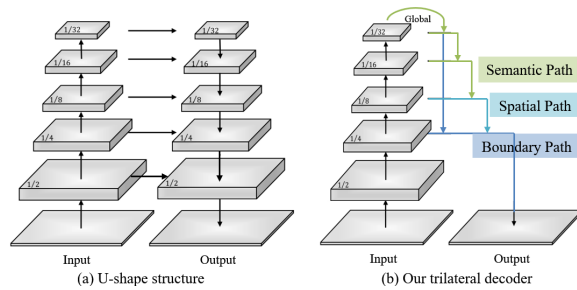 Global
1/32
1/32
1/32
1/16
1/16
1/16
Semantic Path
1/8
1/8
1/8
Spatial Path
1/4
1/4
1/4
Boundary Path
1/2
1/2
1/2
Input
Output
Input
Output
(a) U-shape structure
(b) Our trilateral decoder